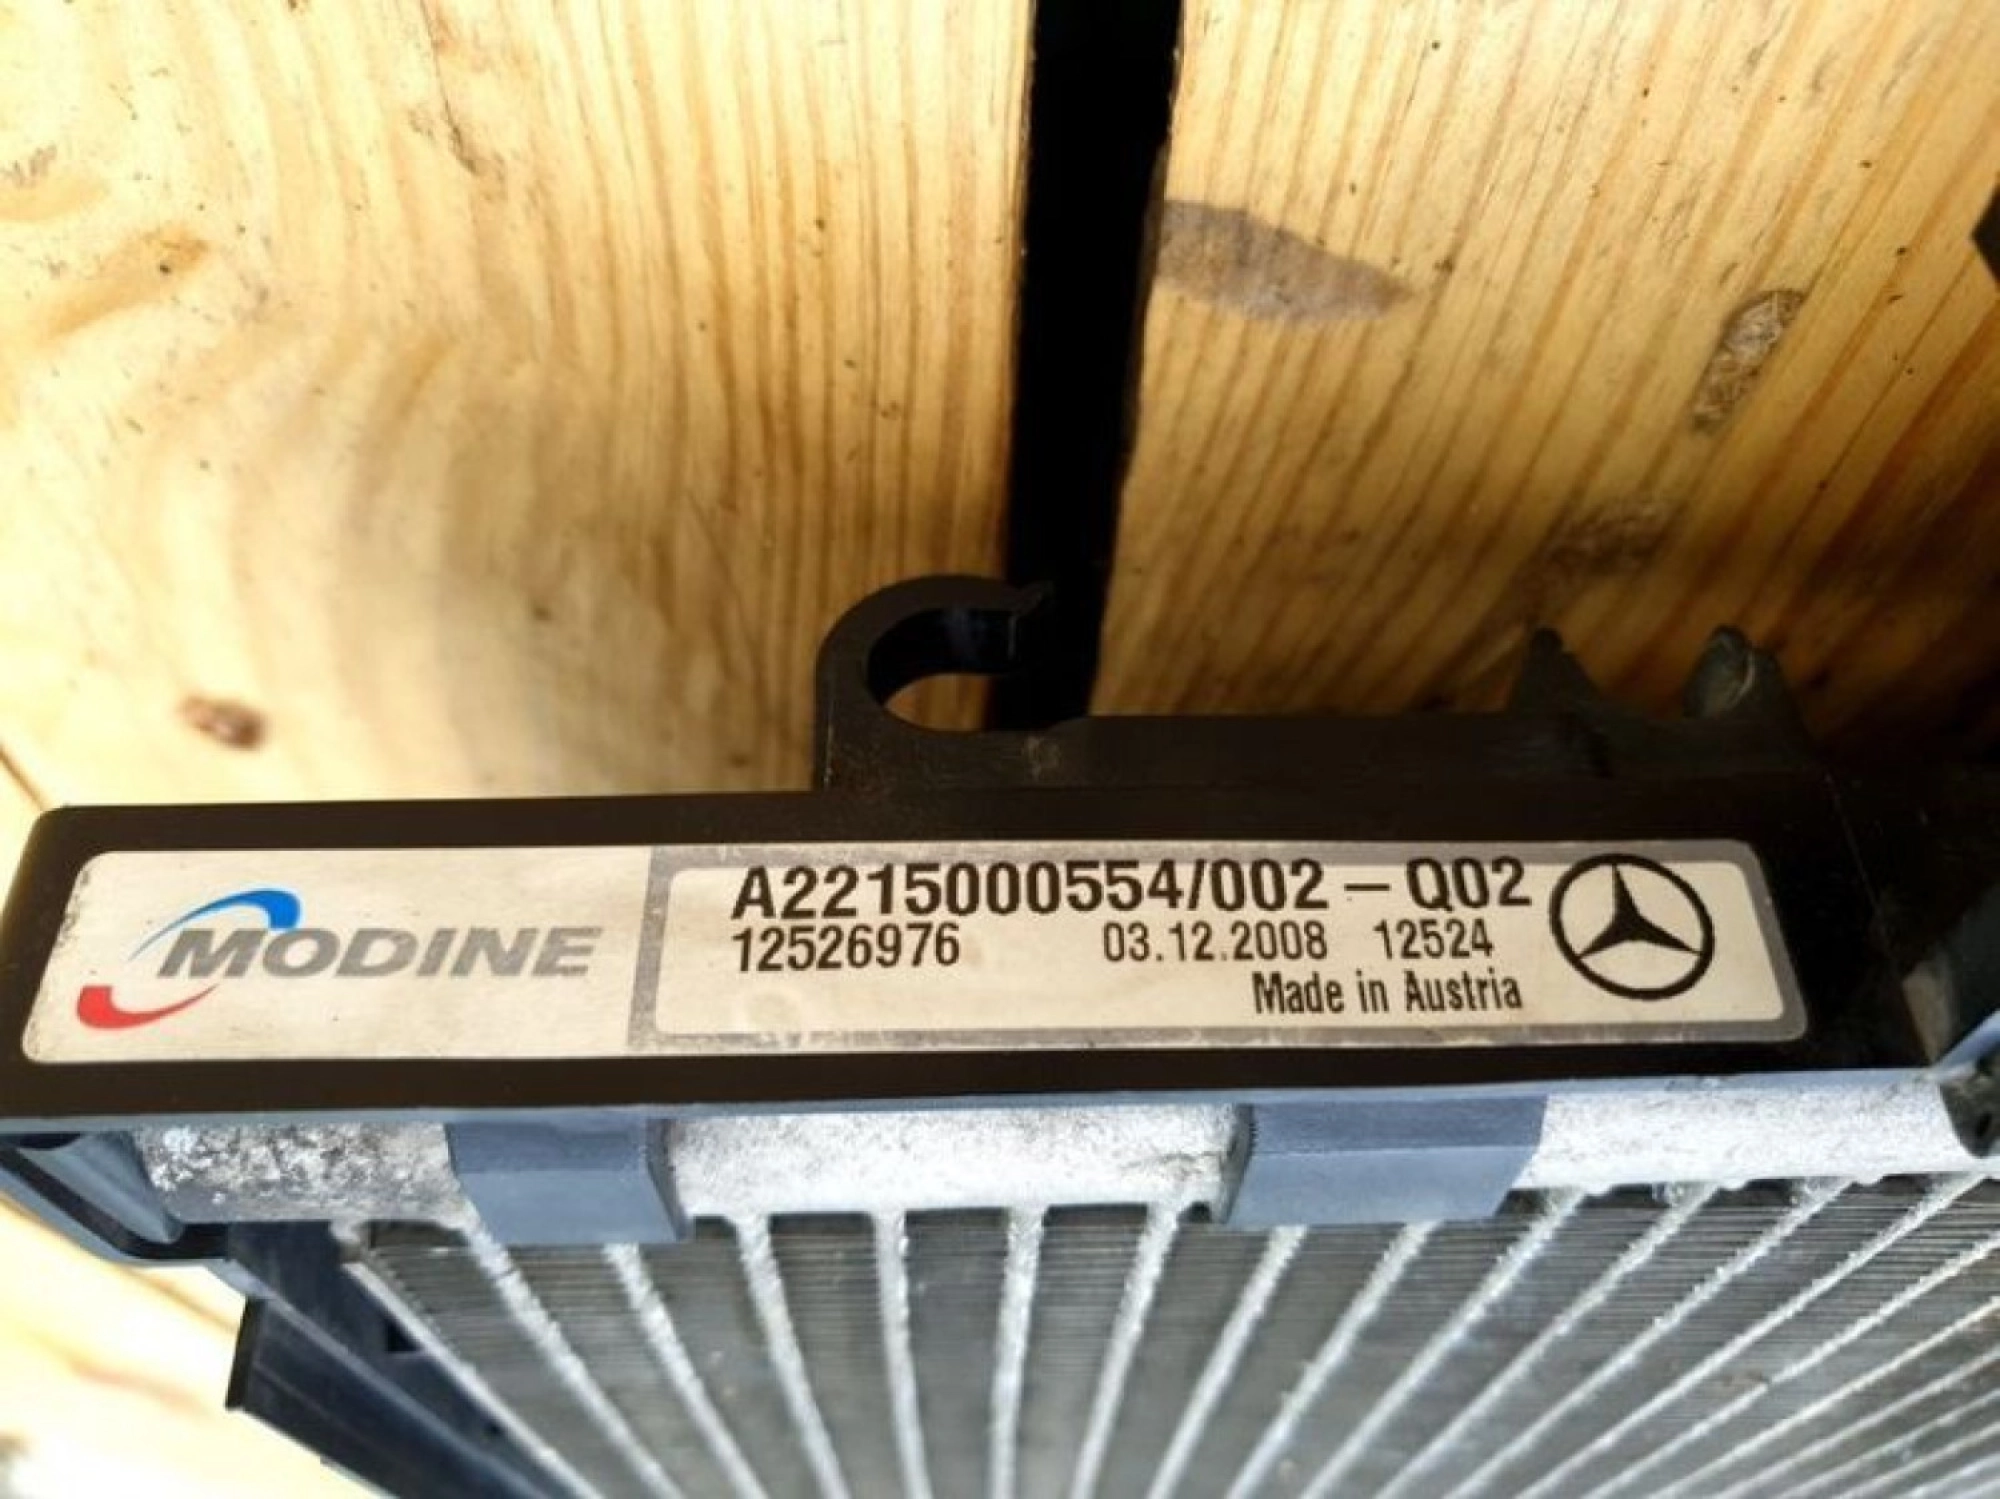 MODINE
A2215000554/002 – Q02
12526976 03.12.2008 12524
Made in Austria